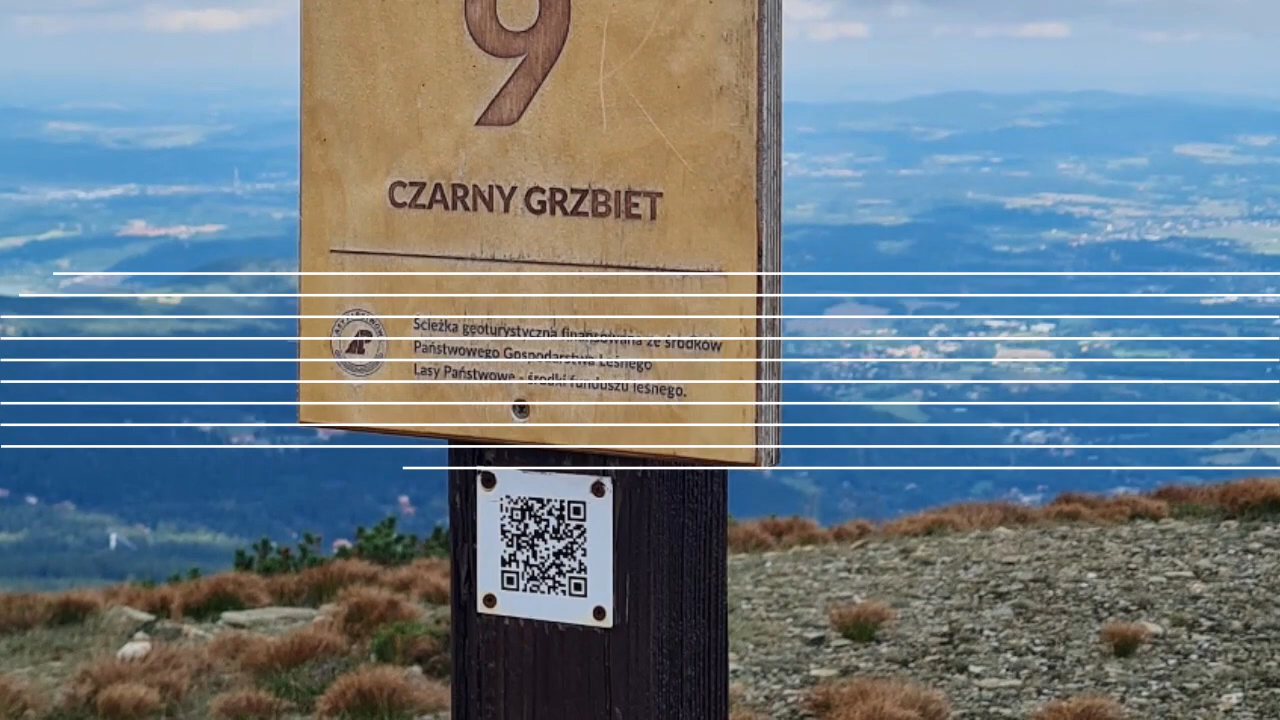 9
CZARNY GRZBIET
Ścieżka geoturystyczna finansowana ze środków
Państwowego Gospodarstwa Leśnego
Lasy Państwowe - środki funduszu leśnego.